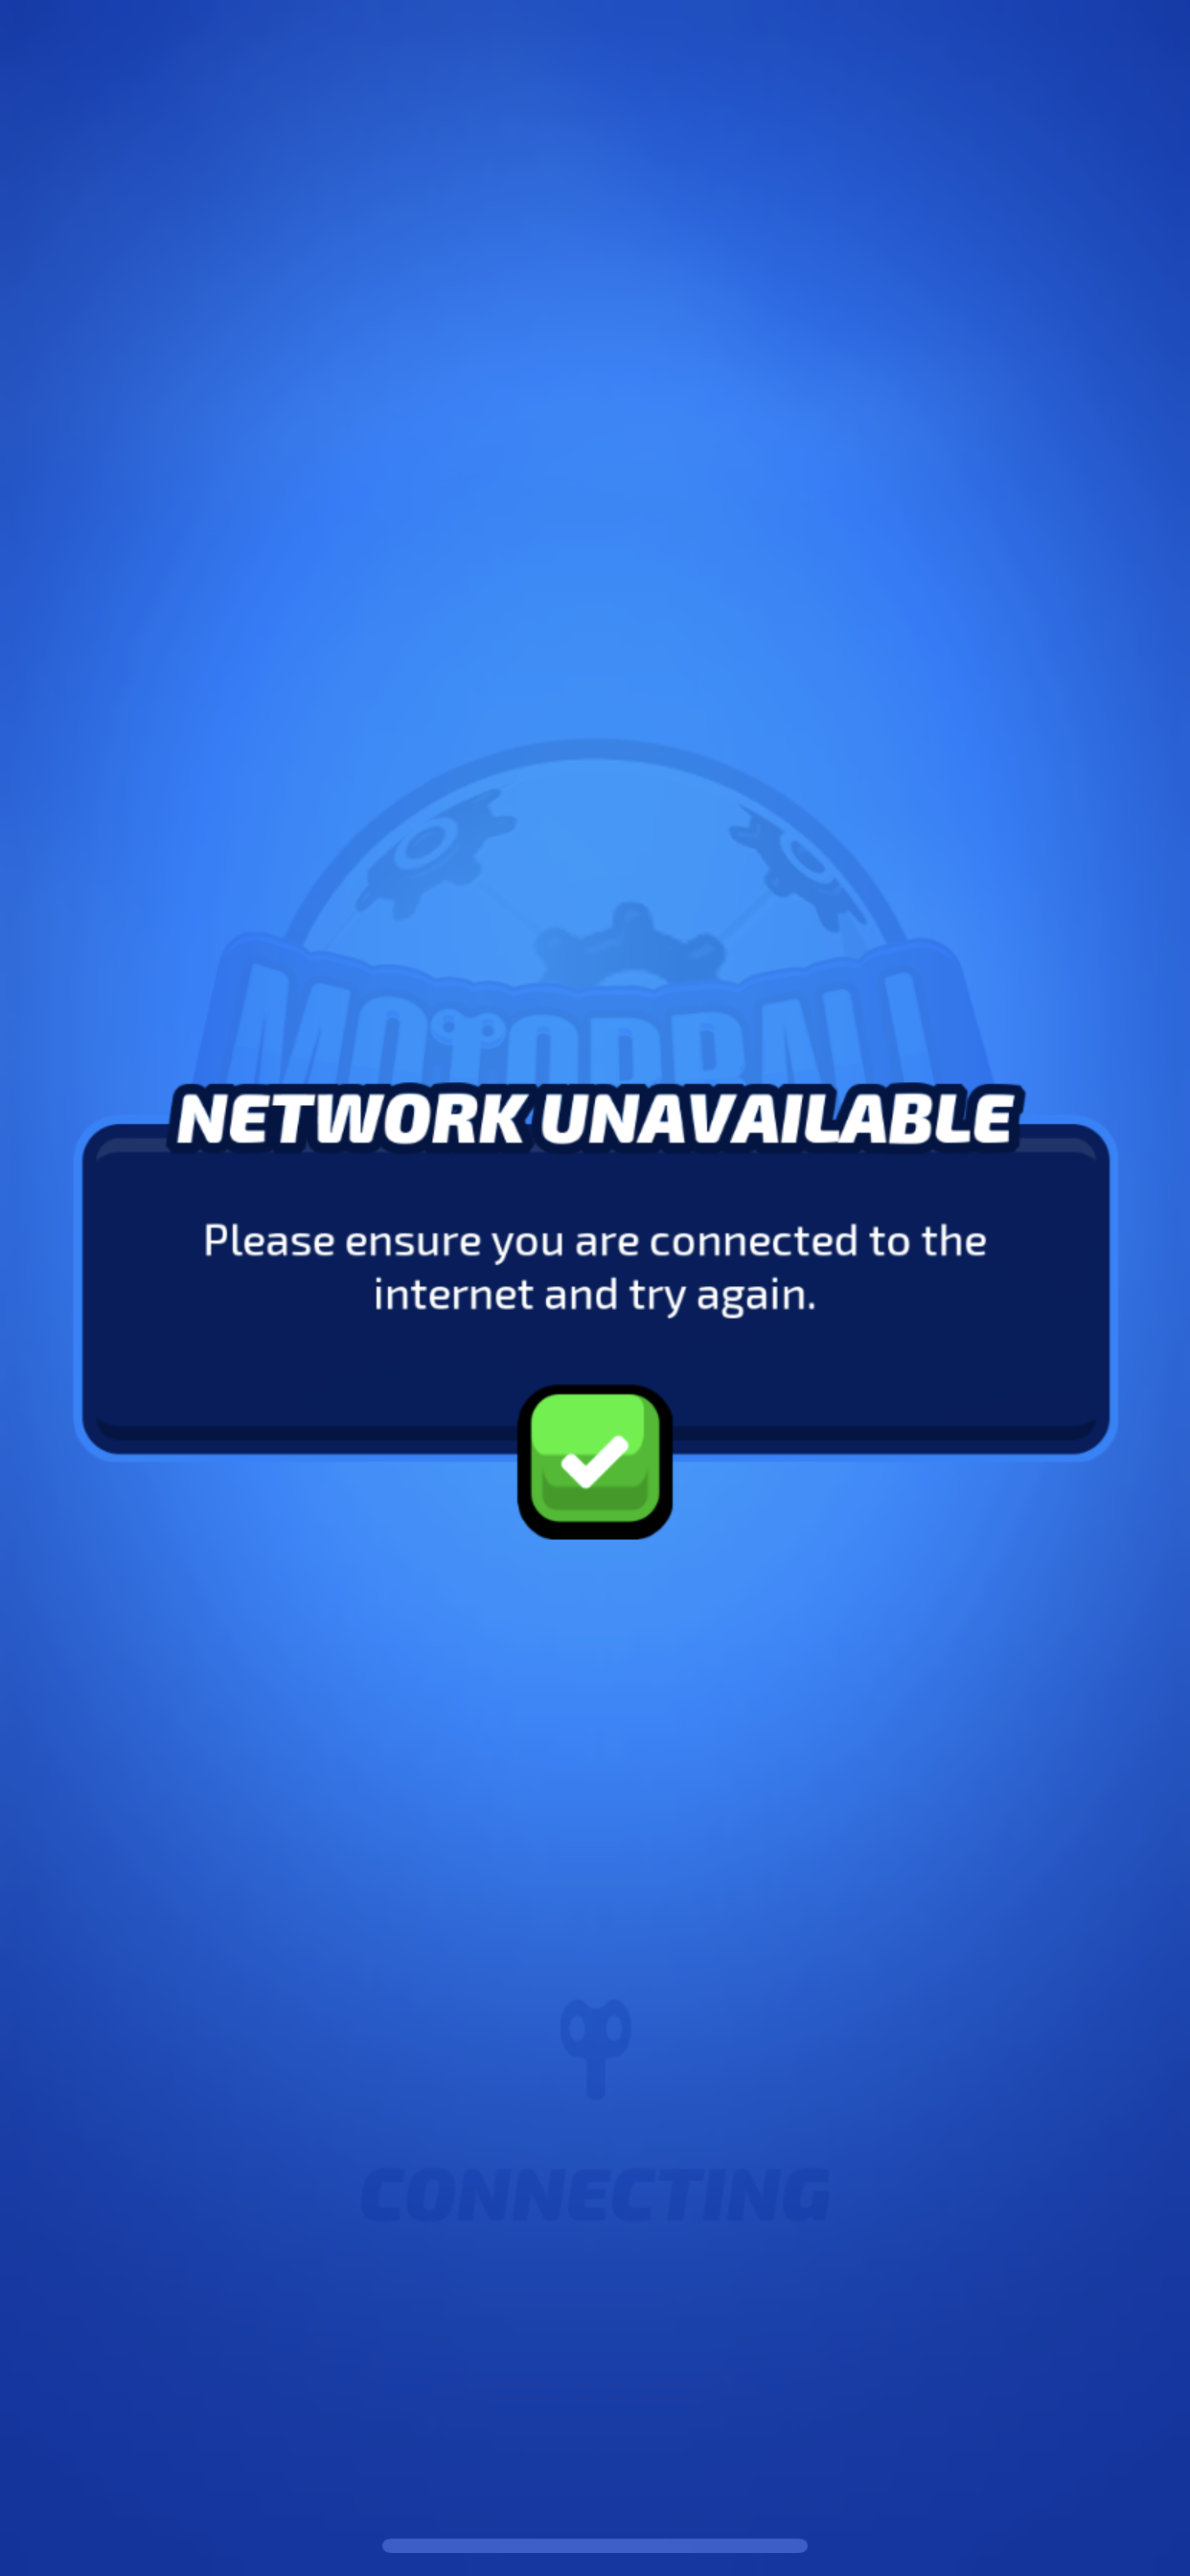 MOTORBALL
NETWORK UNAVAILABLE
Please ensure you are connected to the
internet and try again.
CONNECTING